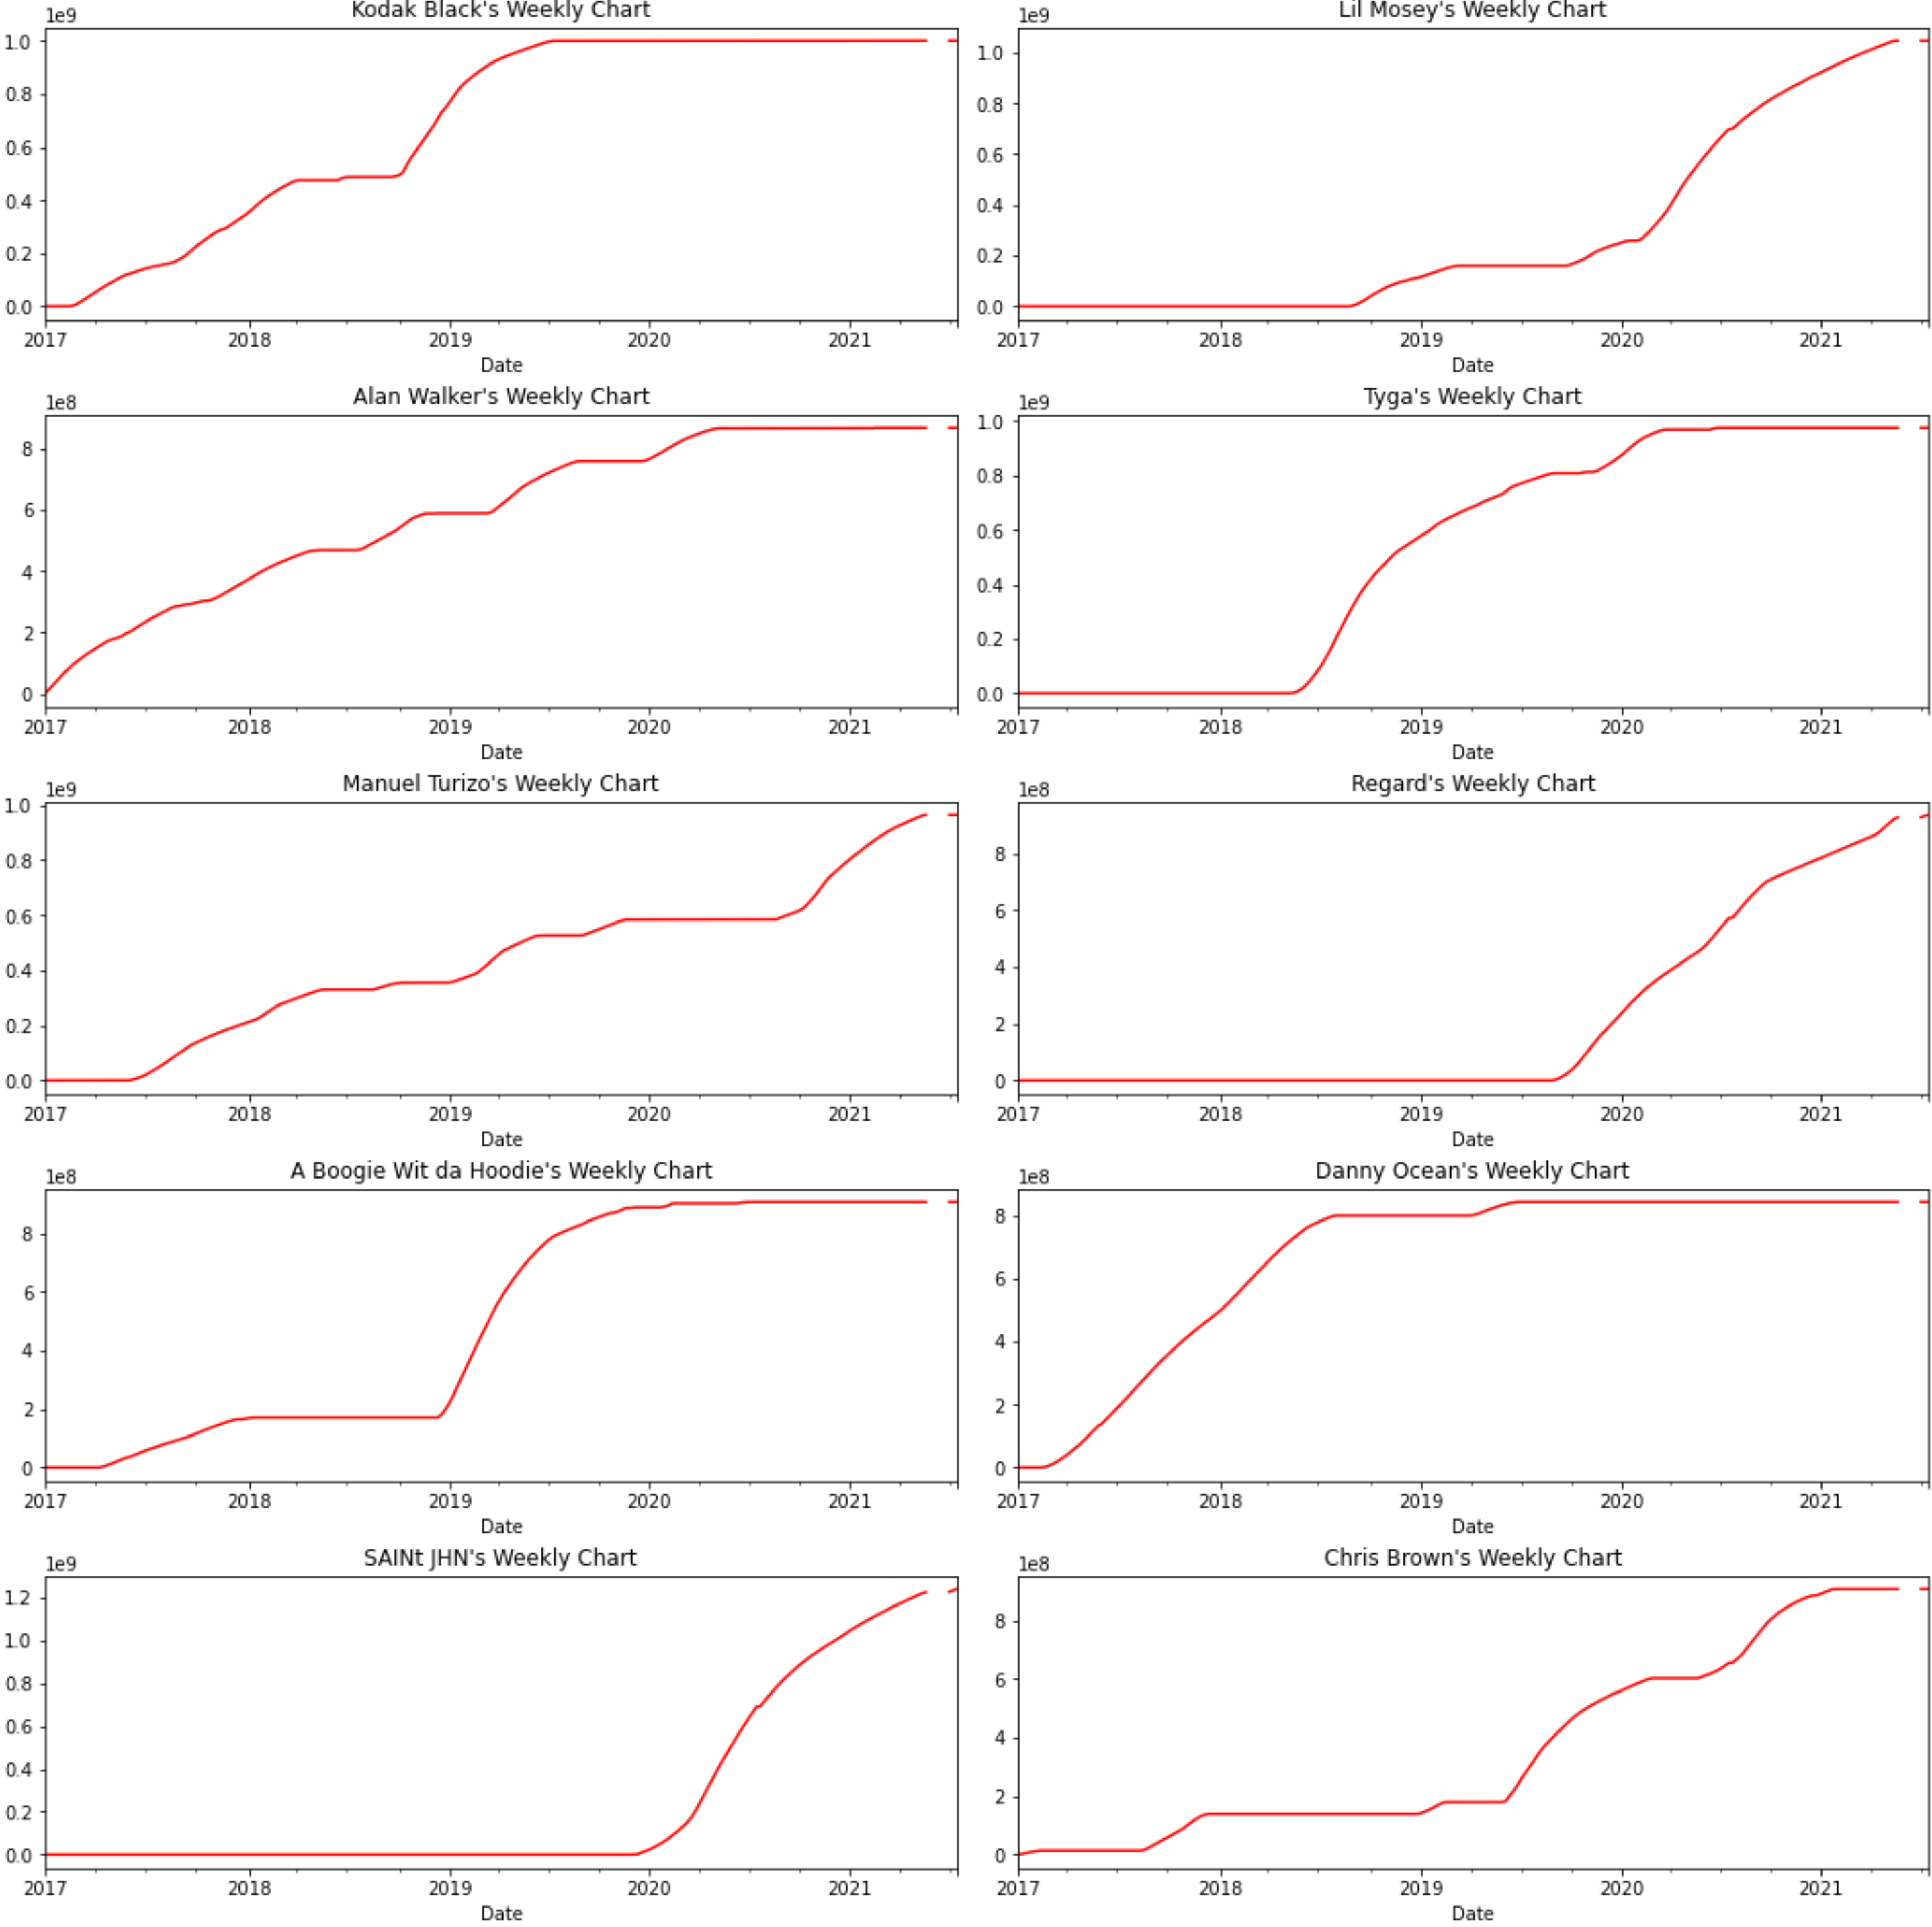 Kodak Black's Weekly Chart
1e9
1.0
0.8
0.6
0.4
0.2
0.0
2017 2018 2019 2020 2021
Date
Lil Mosey's Weekly Chart
1e9
1.0
0.8
0.6
0.4
0.2
0.0
2017 2018 2019 2020 2021
Date
Alan Walker's Weekly Chart
1e8
8
6
4
2
0
2017 2018 2019 2020 2021
Date
Tyga's Weekly Chart
1e9
1.0
0.8
0.6
0.4
0.2
0.0
2017 2018 2019 2020 2021
Date
Manuel Turizo's Weekly Chart
1e9
1.0
0.8
0.6
0.4
0.2
0.0
2017 2018 2019 2020 2021
Date
Regard's Weekly Chart
1e8
8
6
4
2
0
2017 2018 2019 2020 2021
Date
A Boogie Wit da Hoodie's Weekly Chart
1e8
8
6
4
2
0
2017 2018 2019 2020 2021
Date
Danny Ocean's Weekly Chart
1e8
8
6
4
2
0
2017 2018 2019 2020 2021
Date
SAINt JHN's Weekly Chart
1e9
1.2
1.0
0.8
0.6
0.4
0.2
0.0
2017 2018 2019 2020 2021
Date
Chris Brown's Weekly Chart
1e8
8
6
4
2
0
2017 2018 2019 2020 2021
Date